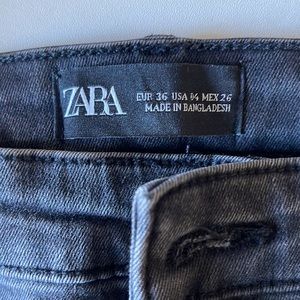 ZARA
EUR 36 USA 04 MEX 26
MADE IN BANGLADESH